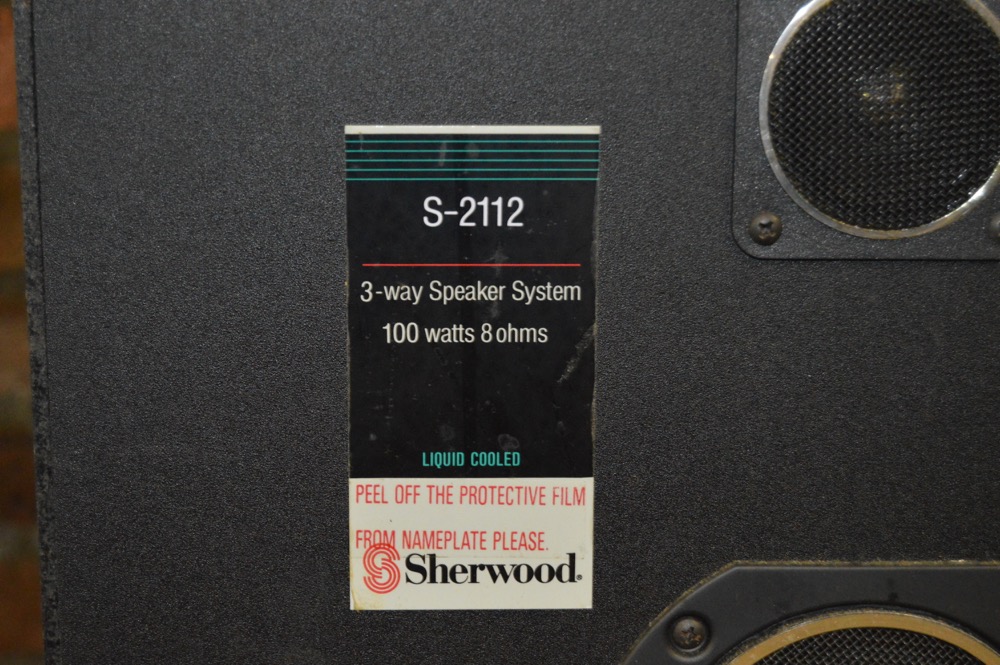 S-2112
3-way Speaker System
100 watts 8 ohms
LIQUID COOLED
PEEL OFF THE PROTECTIVE FILM
FROM NAMEPLATE PLEASE.
Sherwood